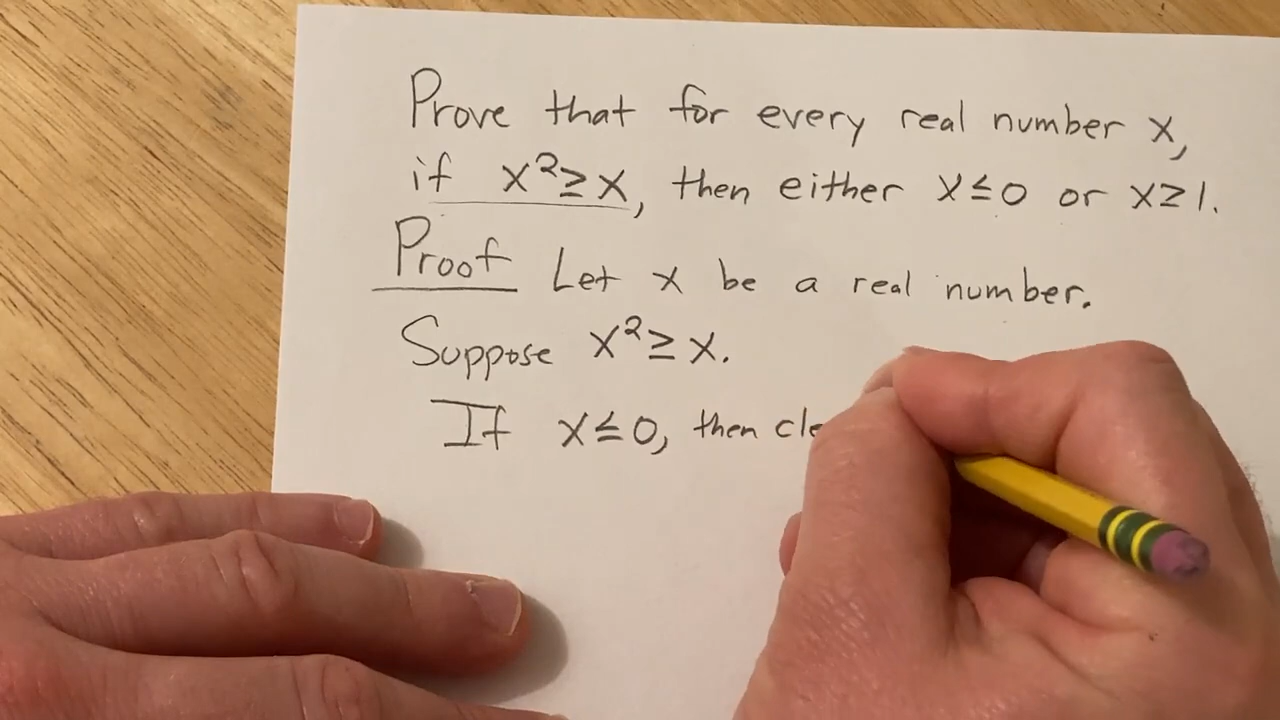 Prove that for every real number x,
if x² ≥ x, then either x ≤ 0 or x ≥ 1.
Proof Let x be a real number.
Suppose x² ≥ x.
If x ≤ 0, then